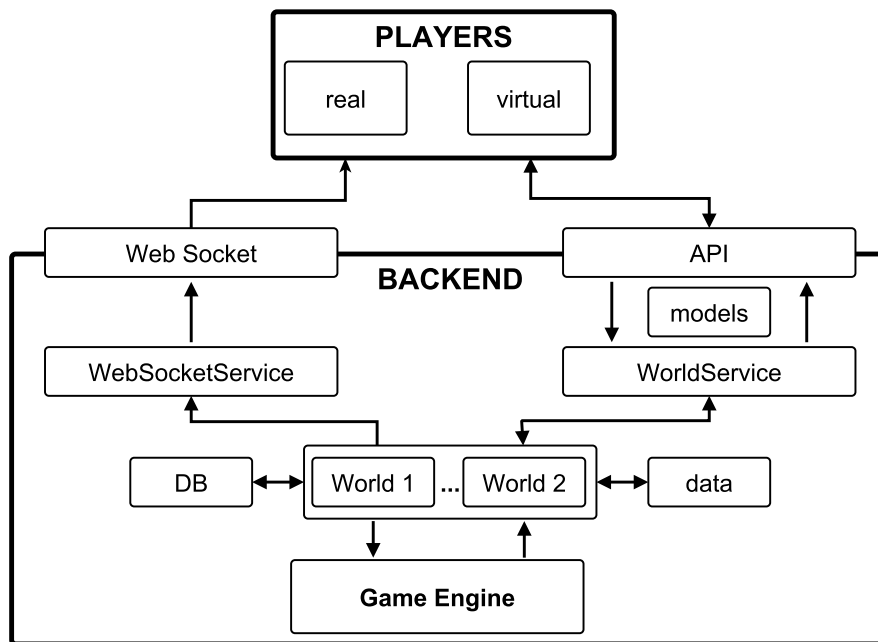 PLAYERS
real
virtual
Web Socket
API
BACKEND
models
WebSocketService
WorldService
DB
World 1
...
World 2
data
Game Engine